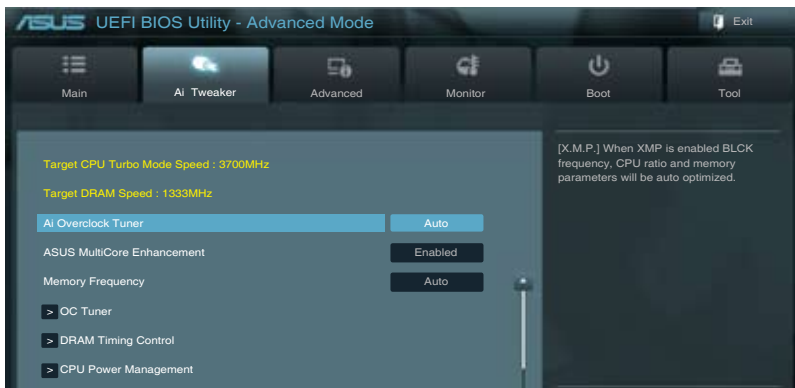 ASUS UEFI BIOS Utility - Advanced Mode
Exit
Main
Ai Tweaker
Advanced
Monitor
Boot
Tool
[X.M.P.] When XMP is enabled BLCK
frequency, CPU ratio and memory
parameters will be auto optimized.
Target CPU Turbo Mode Speed : 3700MHz
Target DRAM Speed : 1333MHz
Ai Overclock Tuner Auto
ASUS MultiCore Enhancement Enabled
Memory Frequency Auto
> OC Tuner
> DRAM Timing Control
> CPU Power Management